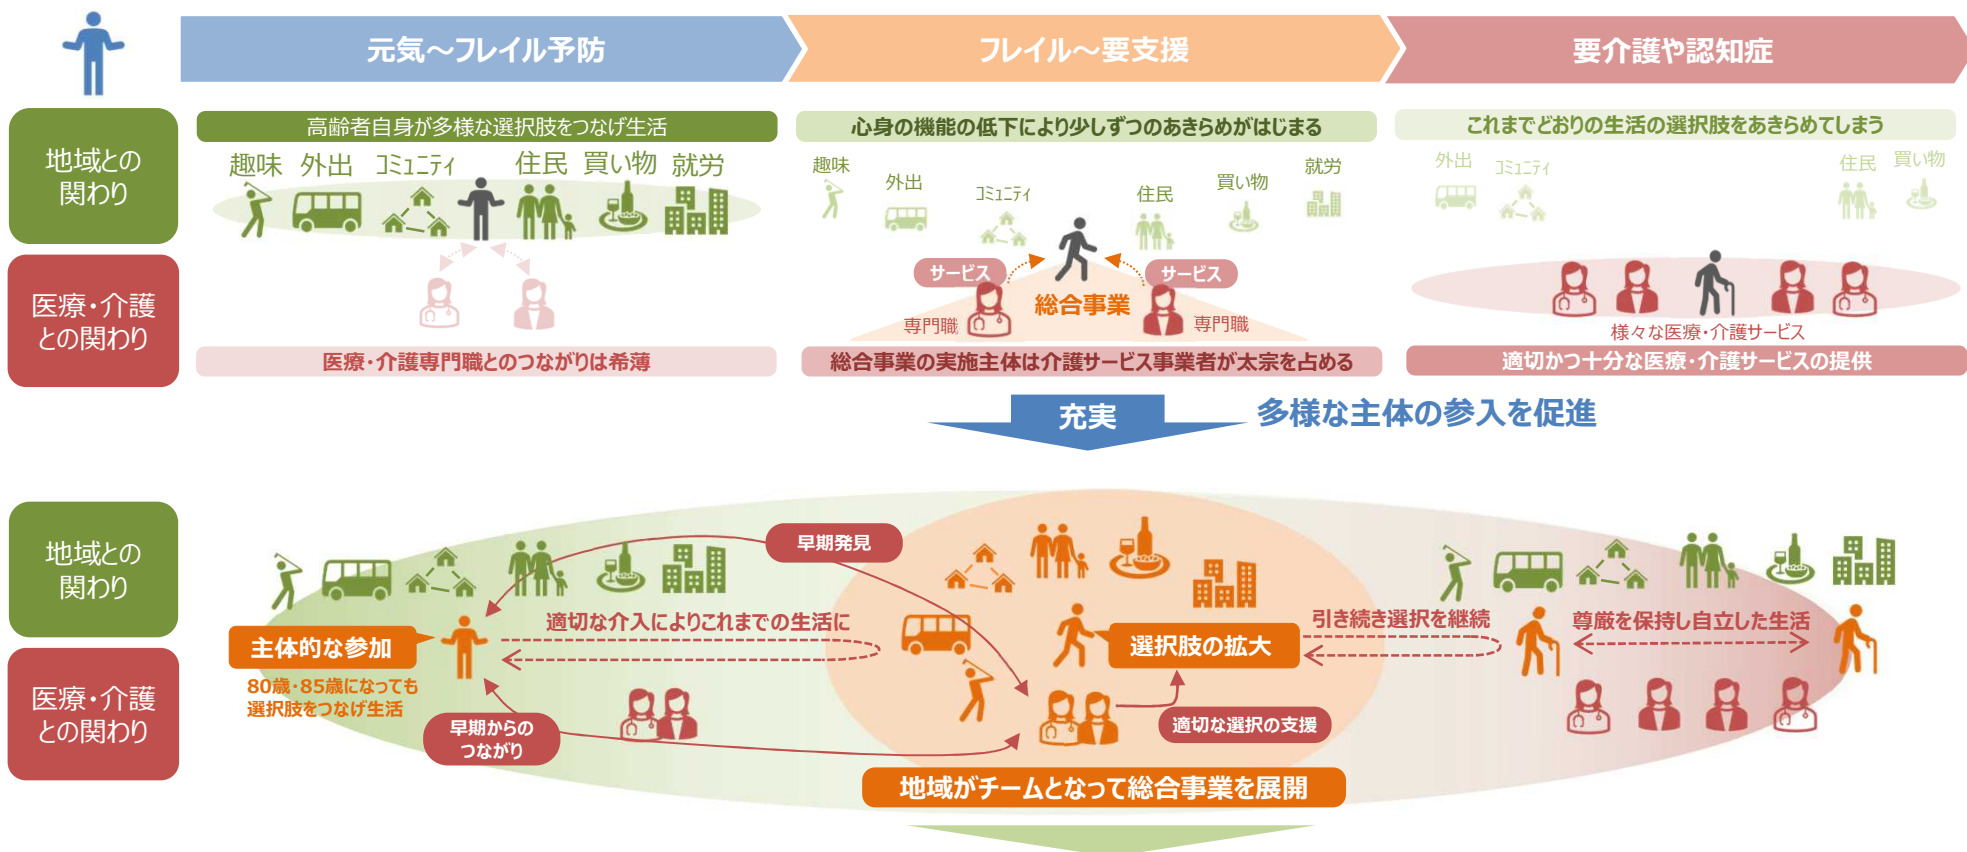 元気～フレイル予防
フレイル～要支援
要介護や認知症
地域との
関わり
高齢者自身が多様な選択肢をつなげ生活
趣味 外出 ｺﾐｭﾆﾃｨ 住民 買い物 就労
心身の機能の低下により少しずつのあきらめがはじまる
趣味
外出
ｺﾐｭﾆﾃｨ
住民
買い物
就労
これまでどおりの生活の選択肢をあきらめてしまう
外出
ｺﾐｭﾆﾃｨ
住民
買い物
医療・介護
との関わり
医療・介護専門職とのつながりは希薄
サービス
サービス
総合事業
専門職
専門職
総合事業の実施主体は介護サービス事業者が太宗を占める
様々な医療・介護サービス
適切かつ十分な医療・介護サービスの提供
充実
多様な主体の参入を促進
地域との
関わり
早期発見
適切な介入によりこれまでの生活に
主体的な参加
選択肢の拡大
引き続き選択を継続
尊厳を保持し自立した生活
医療・介護
との関わり
80歳・85歳になっても
選択肢をつなげ生活
早期からの
つながり
適切な選択の支援
地域がチームとなって総合事業を展開